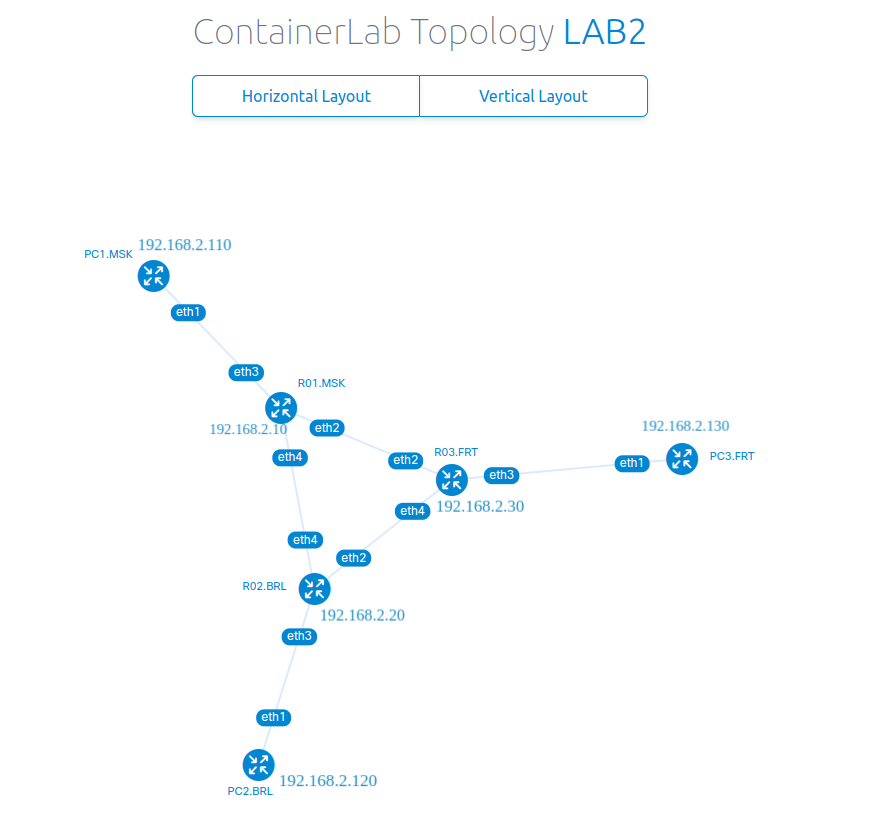 ContainerLab Topology LAB2
Horizontal Layout
Vertical Layout
192.168.2.110
PC1.MSK
eth1
eth3
R01.MSK
192.168.2.10
eth2
eth4
eth2
R03.FRT
eth3
192.168.2.30
eth4
192.168.2.130
eth1
PC3.FRT
eth4
eth2
R02.BRL
192.168.2.20
eth3
eth1
192.168.2.120
PC2.BRL